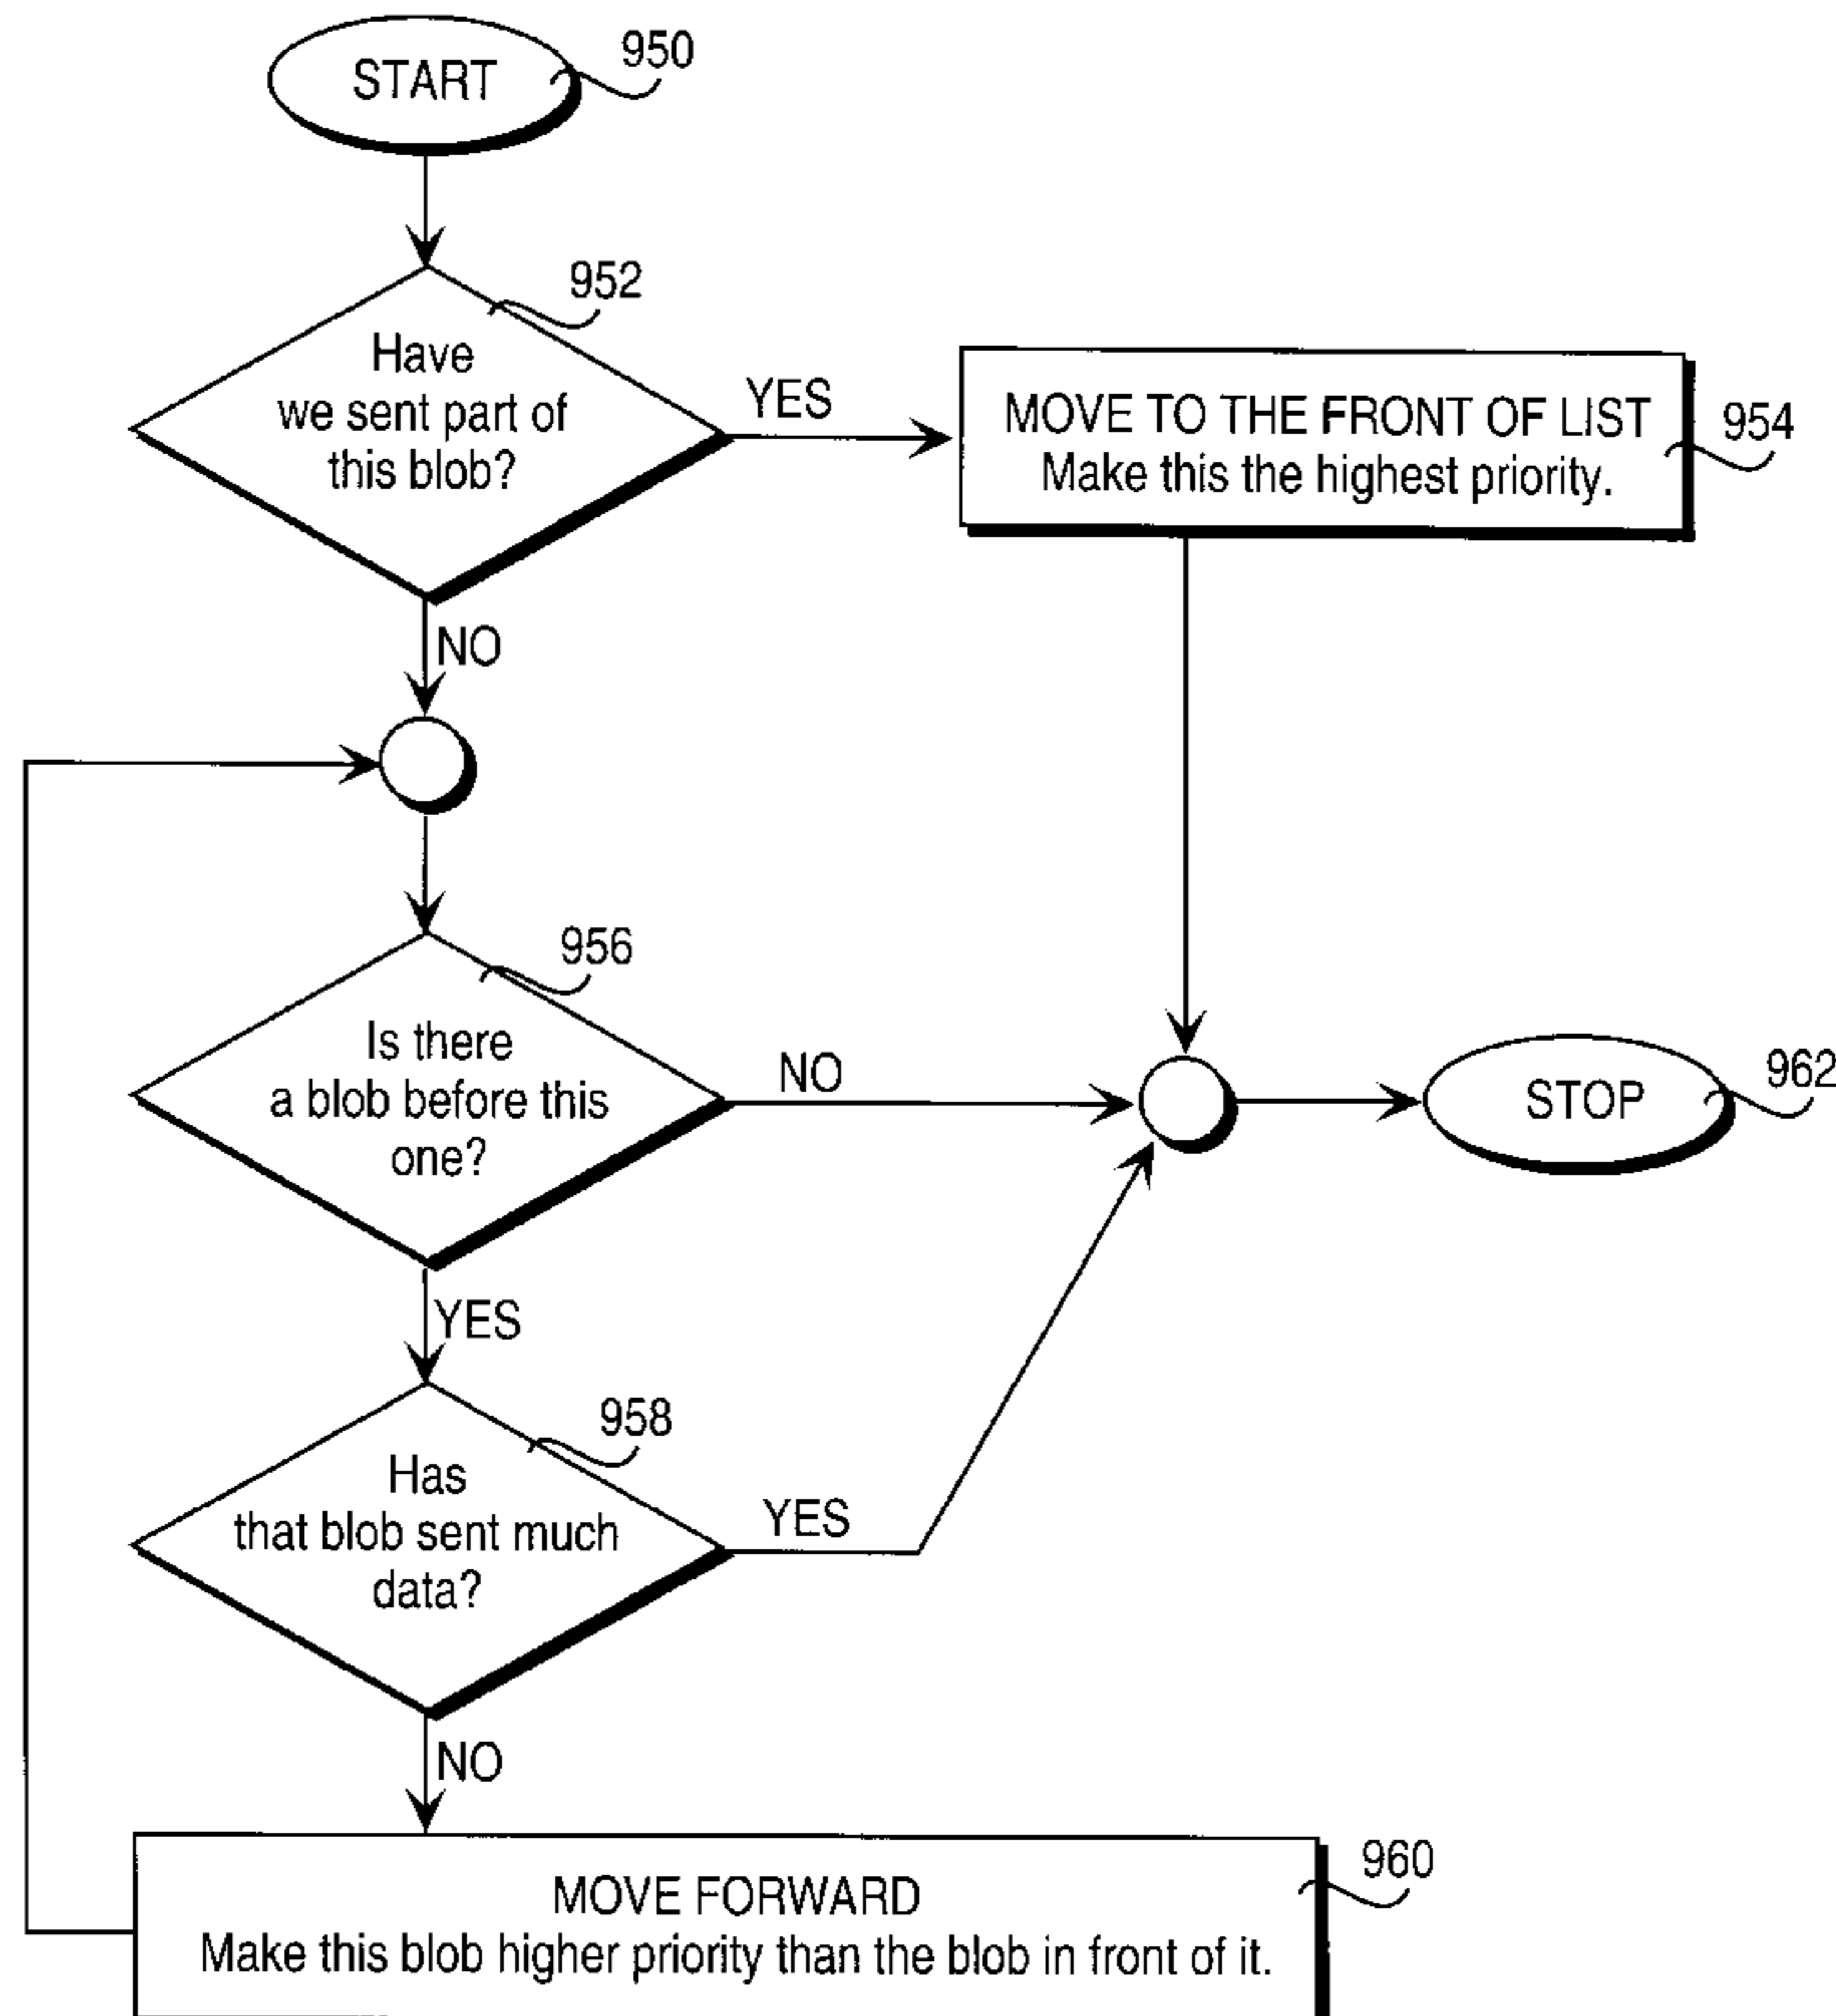 START
950
952
Have
we sent part of
this blob?
YES
MOVE TO THE FRONT OF LIST
Make this the highest priority.
954
NO
956
Is there
a blob before this
one?
NO
STOP
962
YES
958
Has
that blob sent much
data?
YES
NO
MOVE FORWARD
Make this blob higher priority than the blob in front of it.
960